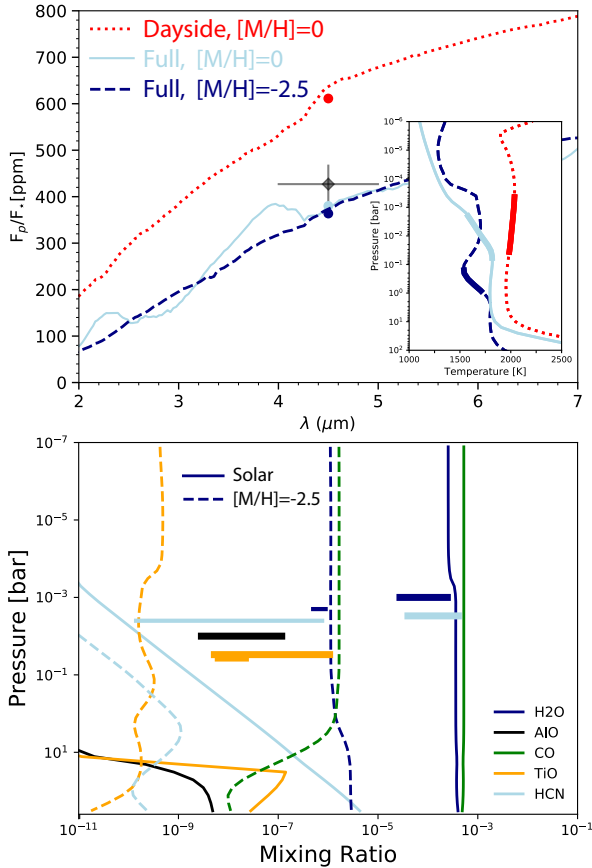 Dayside, [M/H]=0
Full, [M/H]=0
Full, [M/H]=-2.5
800
700
600
500
400
300
200
100
0
Fp/F⋆[ppm]
2
3
4
5
6
7
λ (μm)
10⁻⁶
10⁻⁵
10⁻⁴
10⁻³
10⁻²
10⁻¹
10⁰
10¹
10²
Pressure [bar]
1000
1500
2000
2500
Temperature [K]
10⁻⁷
10⁻⁵
10⁻³
10⁻¹
10¹
Pressure [bar]
Solar
[M/H]=-2.5
H2O
AlO
CO
TiO
HCN
10⁻¹¹
10⁻⁹
10⁻⁷
10⁻⁵
10⁻³
10⁻¹
Mixing Ratio